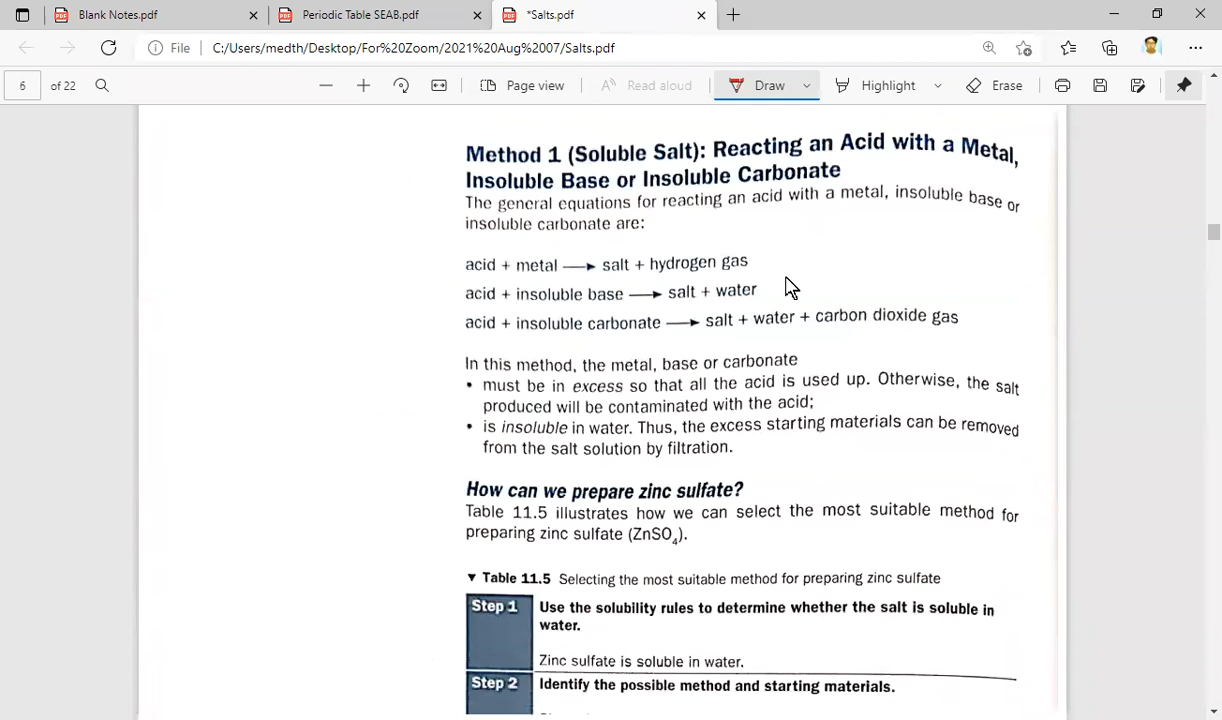 Blank Notes.pdf
Periodic Table SEAB.pdf
*Salts.pdf
File
C:/Users/medth/Desktop/For%20Zoom/2021%20Aug%2007/Salts.pdf
6 of 22
Page view
Read aloud
Draw
Highlight
Erase
Method 1 (Soluble Salt): Reacting an Acid with a Metal,
Insoluble Base or Insoluble Carbonate
The general equations for reacting an acid with a metal, insoluble base or
insoluble carbonate are:
acid + metal → salt + hydrogen gas
acid + insoluble base → salt + water
acid + insoluble carbonate → salt + water + carbon dioxide gas
In this method, the metal, base or carbonate
• must be in excess so that all the acid is used up. Otherwise, the salt
produced will be contaminated with the acid;
• is insoluble in water. Thus, the excess starting materials can be removed
from the salt solution by filtration.
How can we prepare zinc sulfate?
Table 11.5 illustrates how we can select the most suitable method for
preparing zinc sulfate (ZnSO₄).
▼ Table 11.5 Selecting the most suitable method for preparing zinc sulfate
Step 1 Use the solubility rules to determine whether the salt is soluble in
water.
Zinc sulfate is soluble in water.
Step 2 Identify the possible method and starting materials.